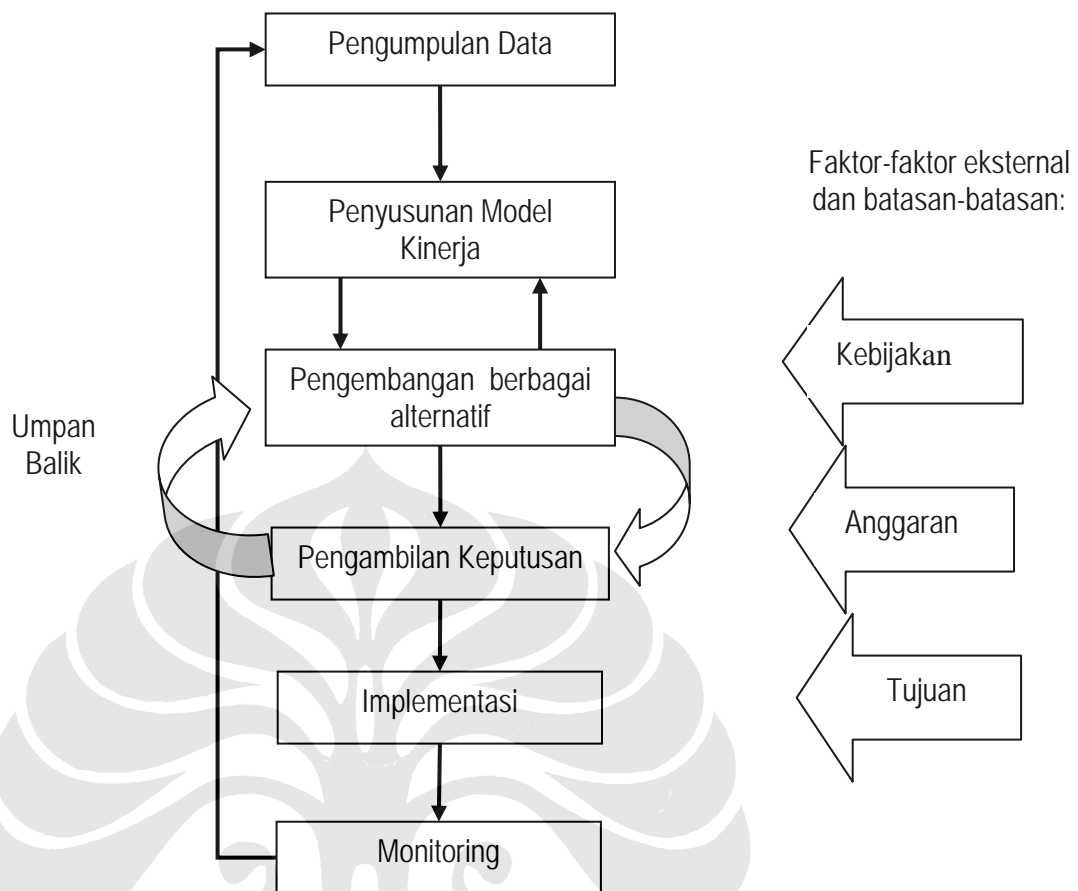 Pengumpulan Data
Faktor-faktor eksternal
dan batasan-batasan:
Penyusunan Model
Kinerja
Kebijakan
Pengembangan berbagai
alternatif
Umpan
Balik
Anggaran
Pengambilan Keputusan
Tujuan
Implementasi
Monitoring